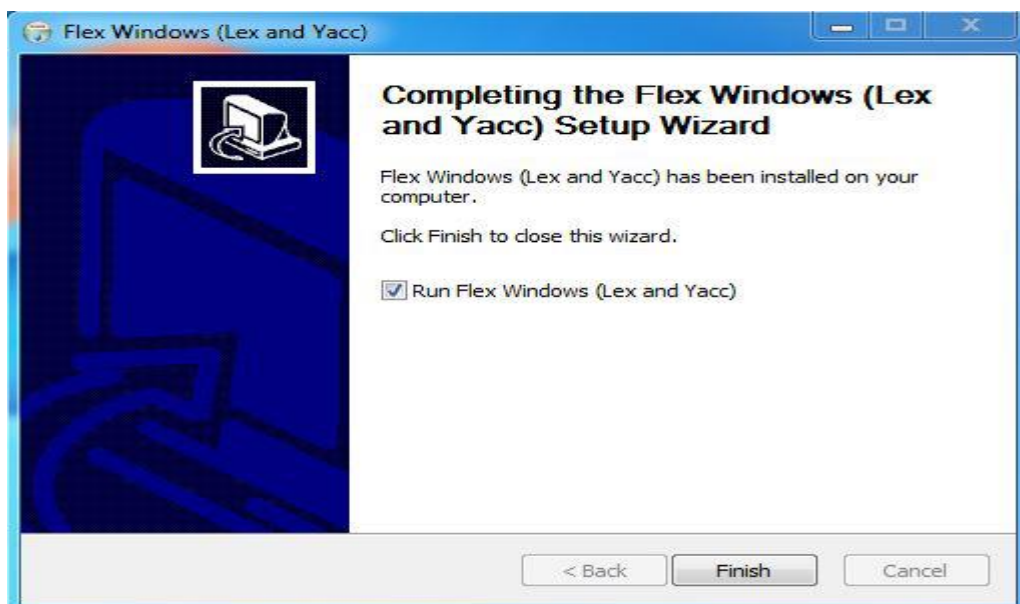 Flex Windows (Lex and Yacc)
Completing the Flex Windows (Lex
and Yacc) Setup Wizard
Flex Windows (Lex and Yacc) has been installed on your
computer.
Click Finish to close this wizard.
Run Flex Windows (Lex and Yacc)
< Back Finish Cancel